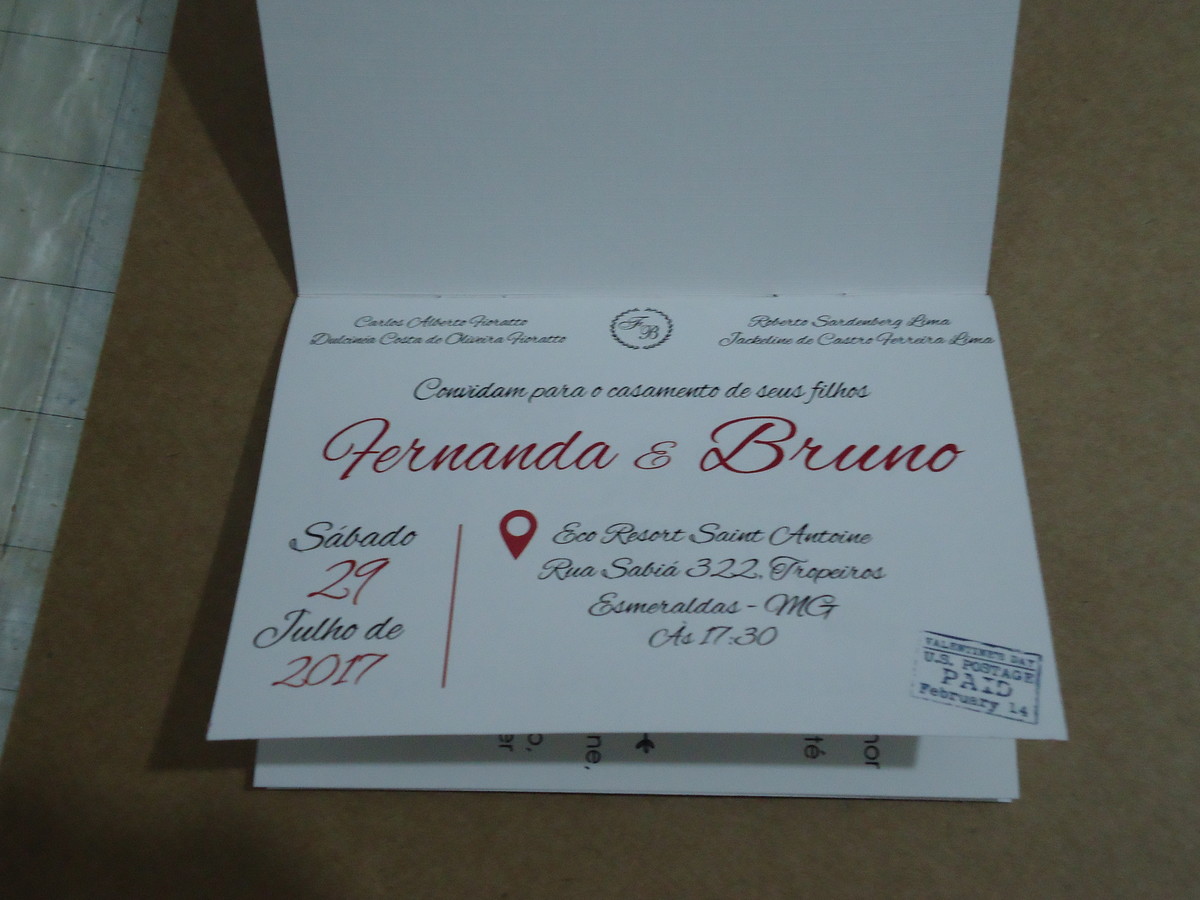 Carlos Alberto Fioratto
Dulcinéa Costa de Oliveira Fioratto
F B
Roberto Sardenberg Lima
Jackeline de Castro Ferreira Lima
Convidam para o casamento de seus filhos
Fernanda & Bruno
Sábado
29
Julho de
2017
Eco Resort Saint Antoine
Rua Sabiá 322, Tropeiros
Esmeraldas - MG
Às 17:30
VALENTINE'S DAY
U.S. POSTAGE
PAID
February 14